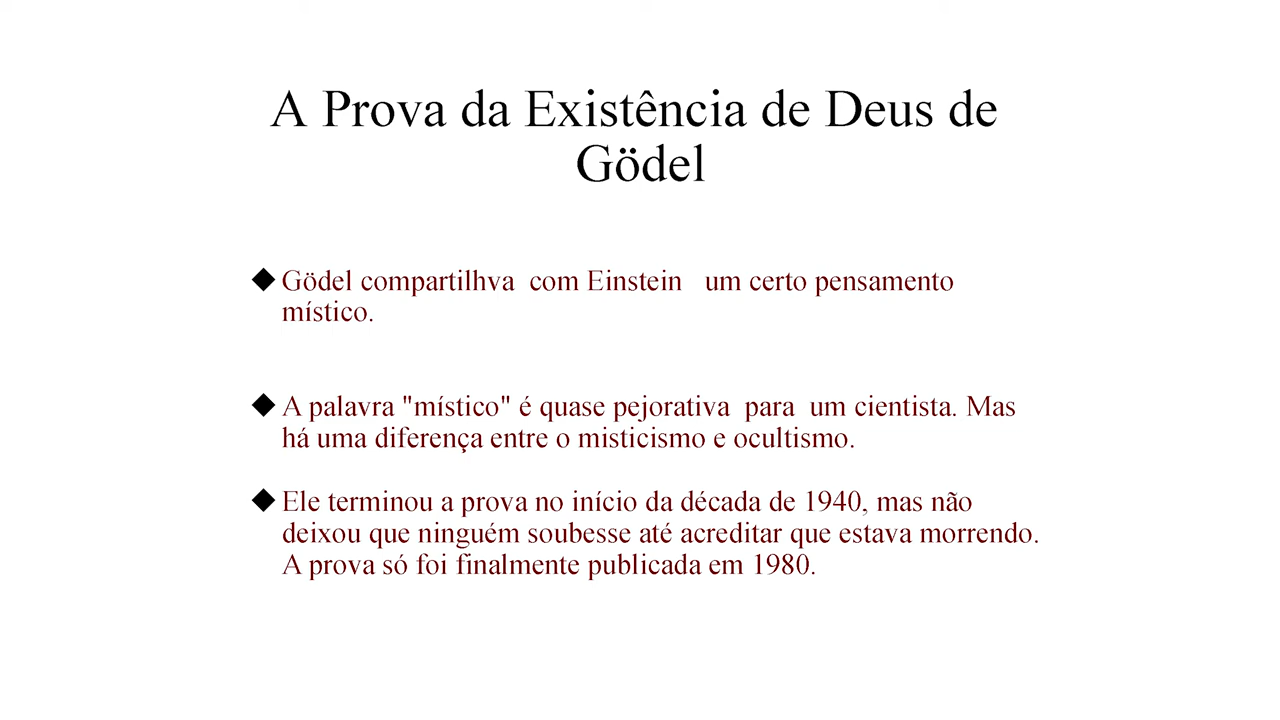 A Prova da Existência de Deus de
Gödel
◆ Gödel compartilhva com Einstein um certo pensamento
místico.
◆ A palavra "místico" é quase pejorativa para um cientista. Mas
há uma diferença entre o misticismo e ocultismo.
◆ Ele terminou a prova no início da década de 1940, mas não
deixou que ninguém soubesse até acreditar que estava morrendo.
A prova só foi finalmente publicada em 1980.